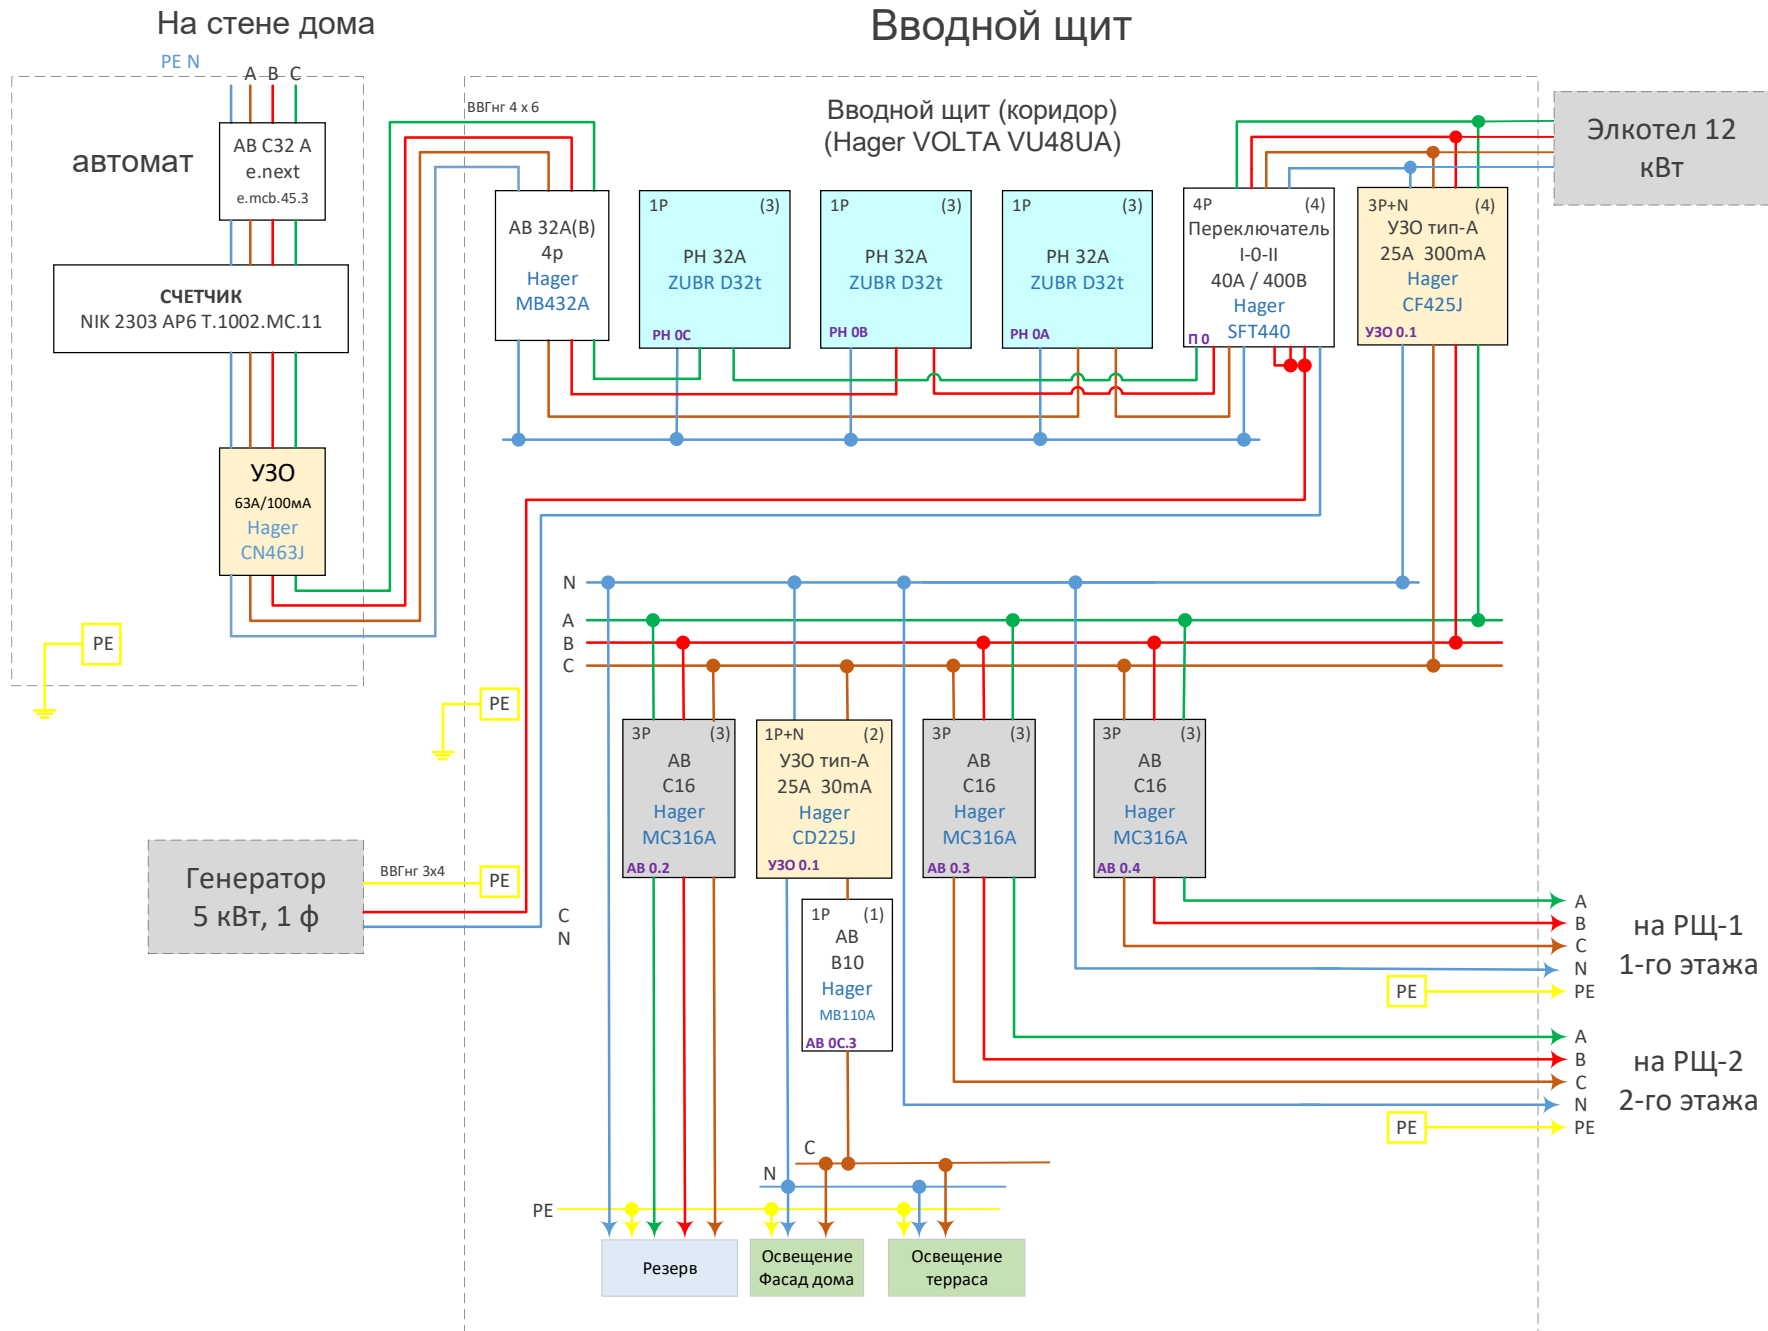 На стене дома
Вводной щит
PE N
A B C
АВ С32 А
e.next
e.mcb.45.3
автомат
СЧЕТЧИК
NIK 2303 АР6 Т.1002.МС.11
УЗО
63А/100мА
Hager
CN463J
PE
ВВГнг 4 х 6
Вводной щит (коридор)
(Hager VOLTA VU48UA)
Элкотел 12
кВт
АВ 32А(В)
4р
Hager
MB432A
1P (3)
РН 32А
ZUBR D32t
РН 0С
1P (3)
РН 32А
ZUBR D32t
РН 0В
1P (3)
РН 32А
ZUBR D32t
РН 0А
4P (4)
Переключатель
I-0-II
40А / 400В
Hager
SFT440
П 0
3P+N (4)
УЗО тип-А
25А 300mA
Hager
CF425J
УЗО 0.1
N
A
B
C
PE
3P (3)
АВ
С16
Hager
MC316A
АВ 0.2
1P+N (2)
УЗО тип-А
25А 30mA
Hager
CD225J
УЗО 0.1
3P (3)
АВ
С16
Hager
MC316A
АВ 0.3
3P (3)
АВ
С16
Hager
MC316A
АВ 0.4
Генератор
5 кВт, 1 ф
ВВГнг 3х4
PE
C
N
1P (1)
АВ
В10
Hager
MB110A
АВ 0С.3
A
B
C
N
PE
PE
на РЩ-1
1-го этажа
A
B
C
N
PE
PE
на РЩ-2
2-го этажа
C
N
PE
Резерв
Освещение
Фасад дома
Освещение
терраса